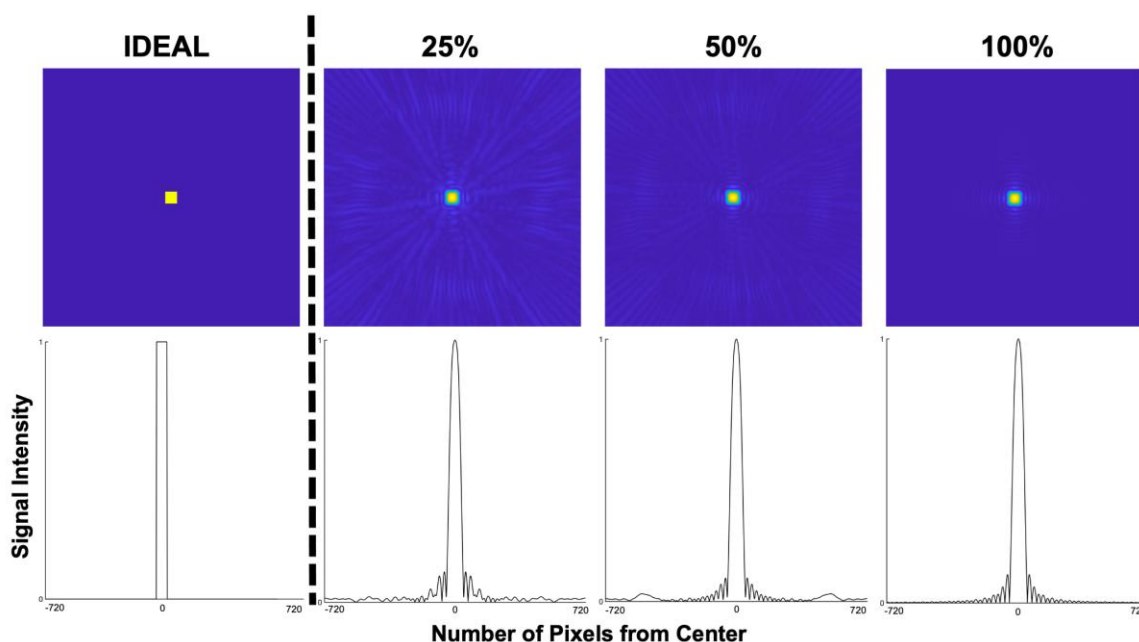 IDEAL 25% 50% 100%
Signal Intensity
1 1 1 1
0 0 0 0
-720 0 720 -720 0 720 -720 0 720 -720 0 720
Number of Pixels from Center